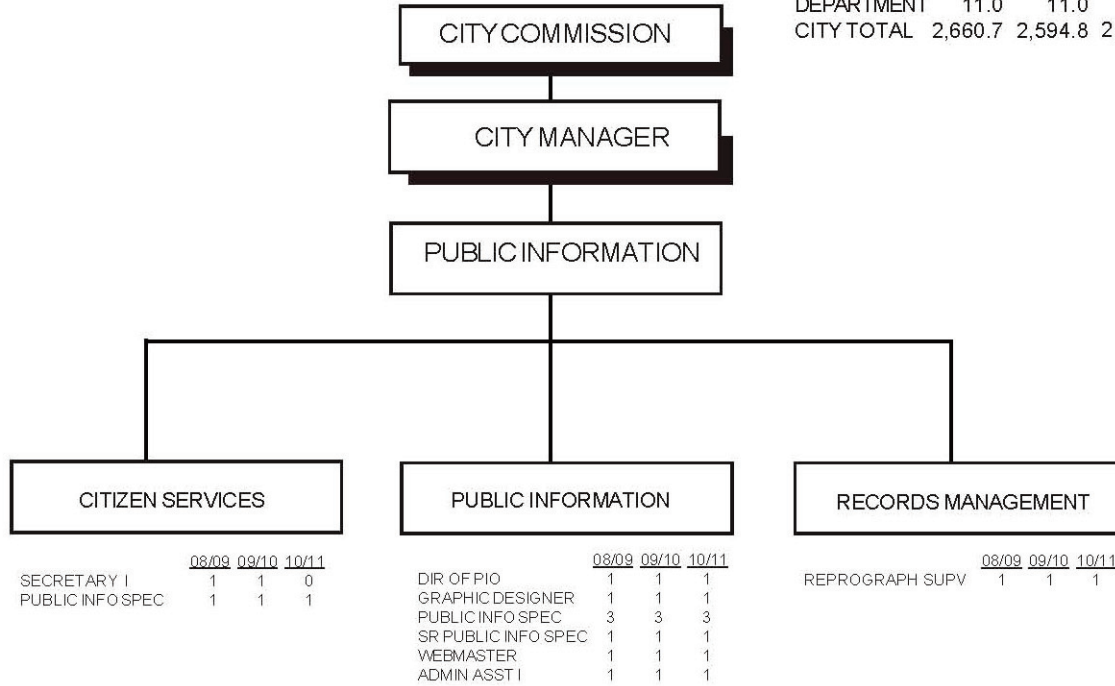 DEPARTMENT 11.0 11.0
CITY TOTAL 2,660.7 2,594.8 2
CITY COMMISSION
CITY MANAGER
PUBLIC INFORMATION
CITIZEN SERVICES
08/09 09/10 10/11
SECRETARY I 1 1 0
PUBLIC INFO SPEC 1 1 1
PUBLIC INFORMATION
08/09 09/10 10/11
DIR OF PIO 1 1 1
GRAPHIC DESIGNER 1 1 1
PUBLIC INFO SPEC 3 3 3
SR PUBLIC INFO SPEC 1 1 1
WEBMASTER 1 1 1
ADMIN ASST I 1 1 1
RECORDS MANAGEMENT
08/09 09/10 10/11
REPROGRAPH SUPV 1 1 1